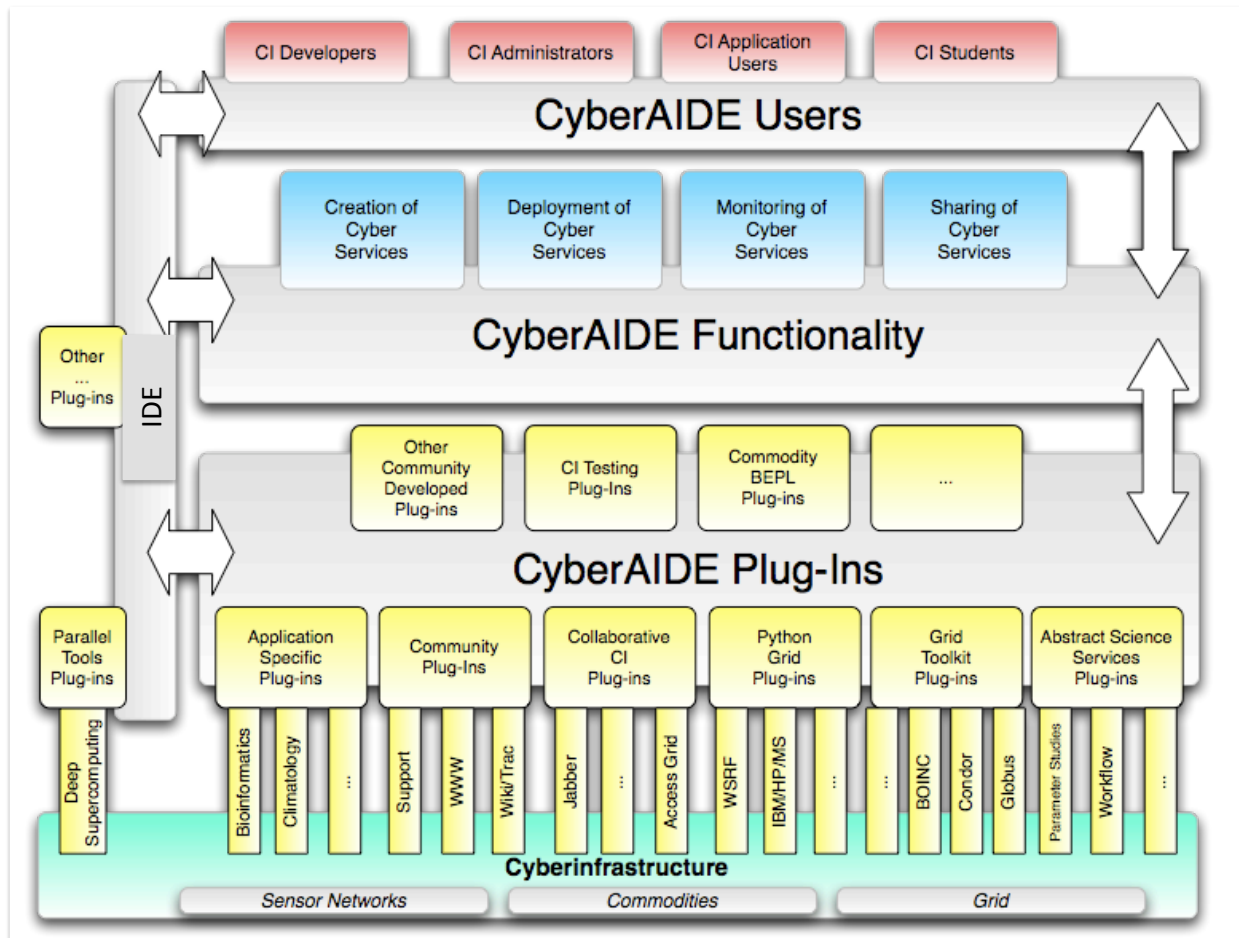 CI Developers
CI Administrators
CI Application
Users
CI Students
CyberAIDE Users
Creation of
Cyber
Services
Deployment of
Cyber
Services
Monitoring of
Cyber
Services
Sharing of
Cyber
Services
CyberAIDE Functionality
Other
...
Plug-ins
IDE
Other
Community
Developed
Plug-ins
CI Testing
Plug-Ins
Commodity
BEPL
Plug-ins
...
CyberAIDE Plug-Ins
Parallel
Tools
Plug-ins
Application
Specific
Plug-ins
Community
Plug-Ins
Collaborative
CI
Plug-ins
Python
Grid
Plug-ins
Grid
Toolkit
Plug-ins
Abstract Science
Services
Plug-ins
Deep
Supercomputing
Bioinformatics
Climatology
...
Support
WWW
Wiki/Trac
Jabber
...
Access Grid
WSRF
IBM/HP/MS
...
...
BOINC
Condor
Globus
Parameter Studies
Workflow
...
Cyberinfrastructure
Sensor Networks
Commodities
Grid